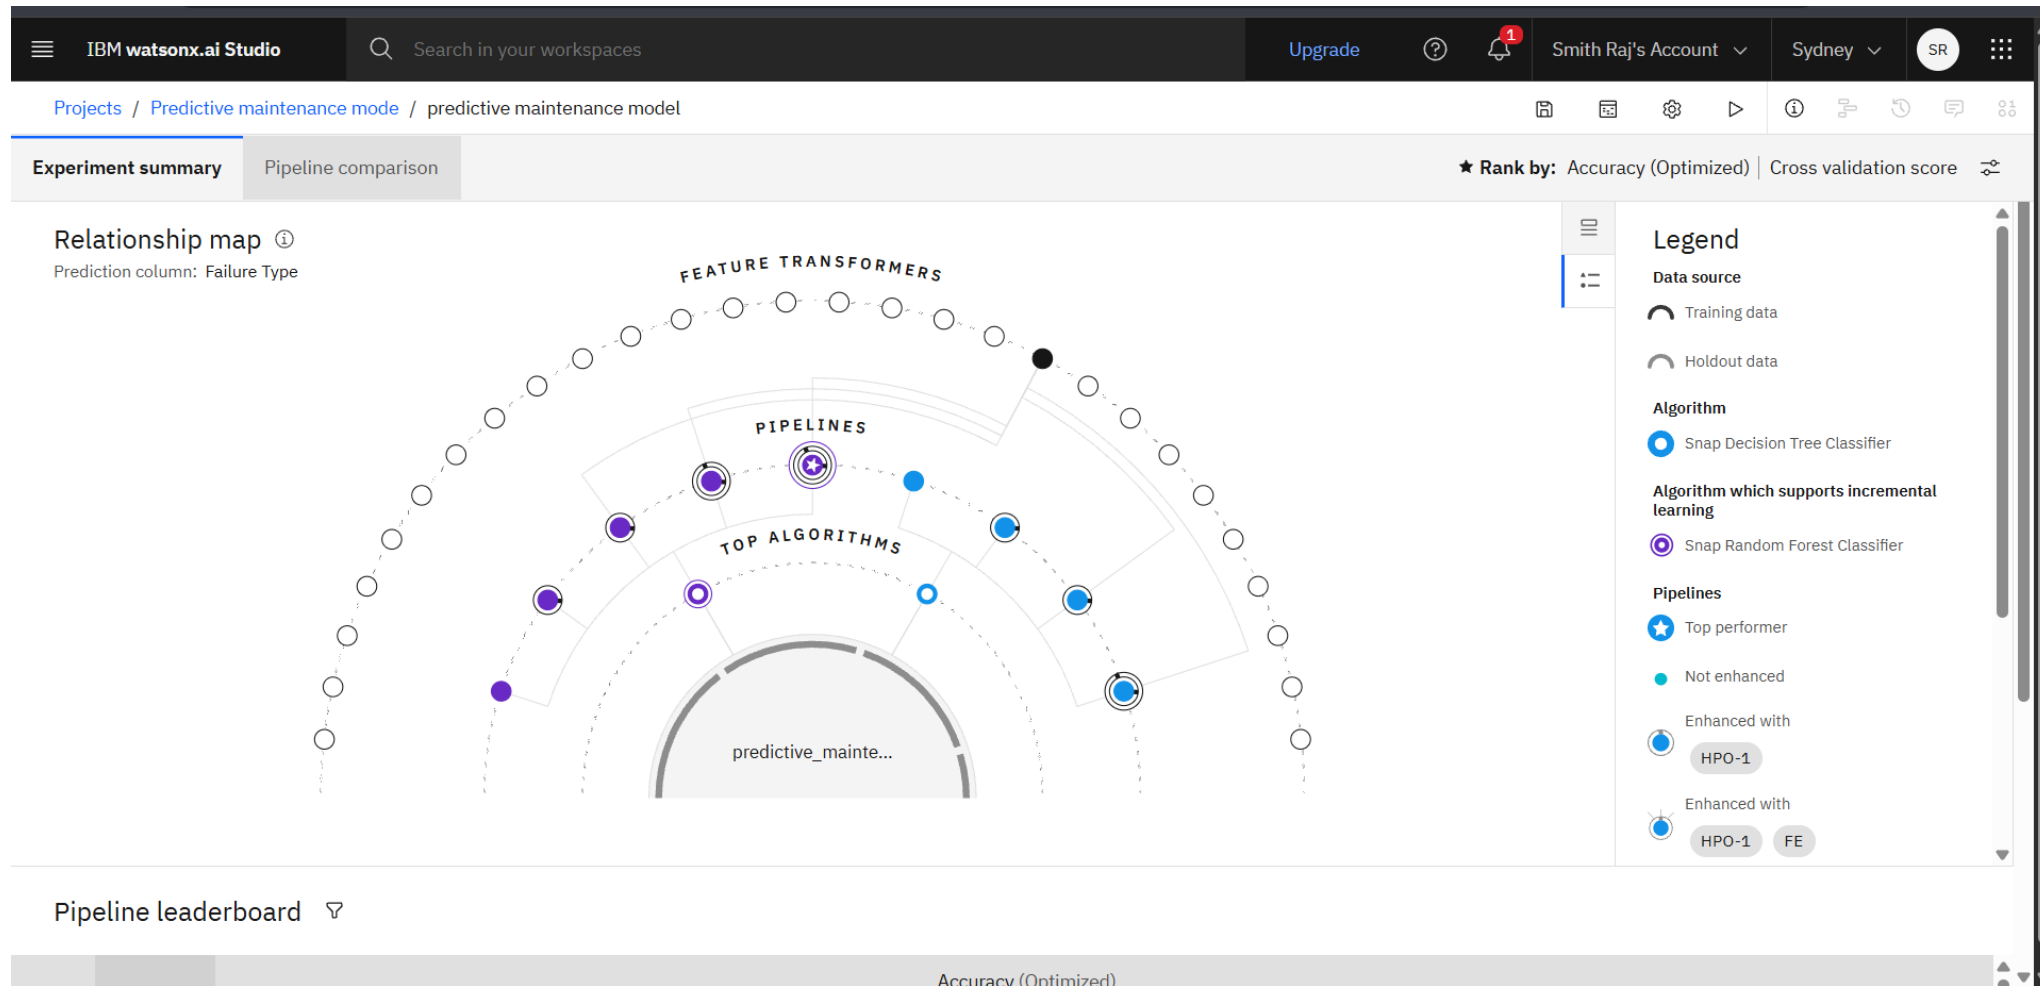 IBM watsonx.ai Studio
Search in your workspaces
Upgrade
1
Smith Raj's Account
Sydney
SR
Projects / Predictive maintenance mode / predictive maintenance model
Experiment summary
Pipeline comparison
Rank by: Accuracy (Optimized) | Cross validation score
Relationship map
Prediction column: Failure Type
FEATURE TRANSFORMERS
PIPELINES
TOP ALGORITHMS
predictive_mainte...
Legend
Data source
Training data
Holdout data
Algorithm
Snap Decision Tree Classifier
Algorithm which supports incremental
learning
Snap Random Forest Classifier
Pipelines
Top performer
Not enhanced
Enhanced with
HPO-1
Enhanced with
HPO-1 FE
Pipeline leaderboard
Accuracy (Optimized)